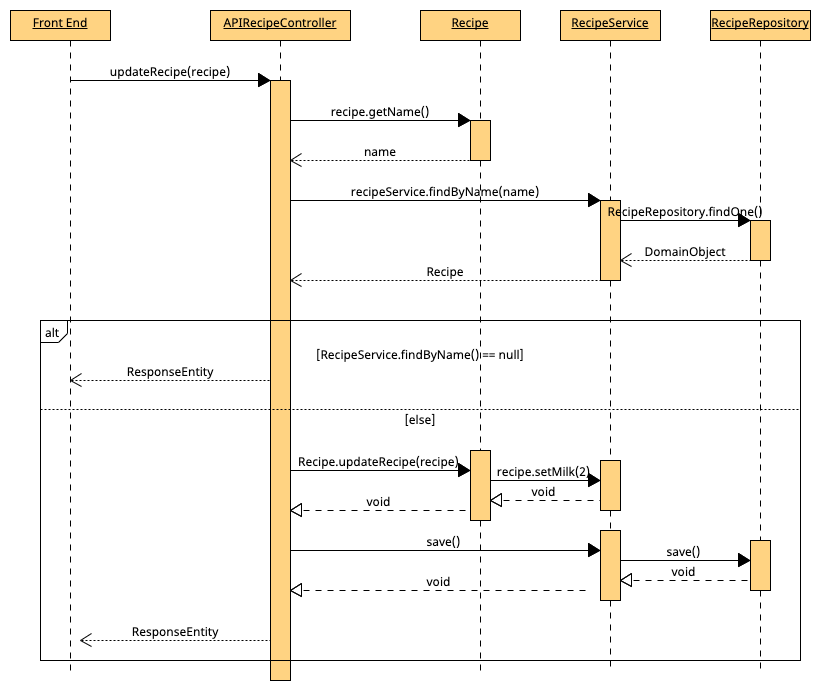 Front End
APIRecipeController
Recipe
RecipeService
RecipeRepository
updateRecipe(recipe)
recipe.getName()
name
recipeService.findByName(name)
RecipeRepository.findOne()
DomainObject
Recipe
alt
[RecipeService.findByName() == null]
ResponseEntity
[else]
Recipe.updateRecipe(recipe)
recipe.setMilk(2)
void
void
save()
save()
void
void
ResponseEntity